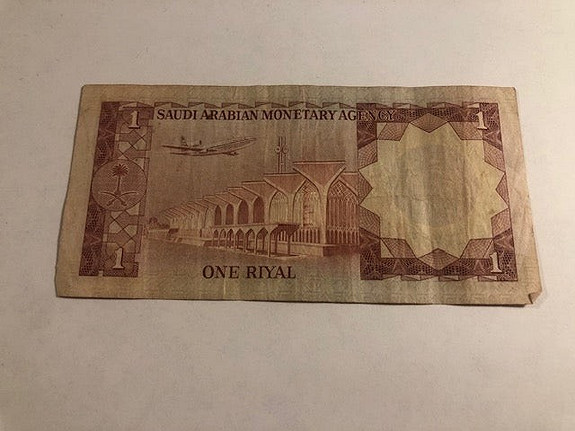 1 SAUDI ARABIAN MONETARY AGENCY 1
1 ONE RIYAL 1